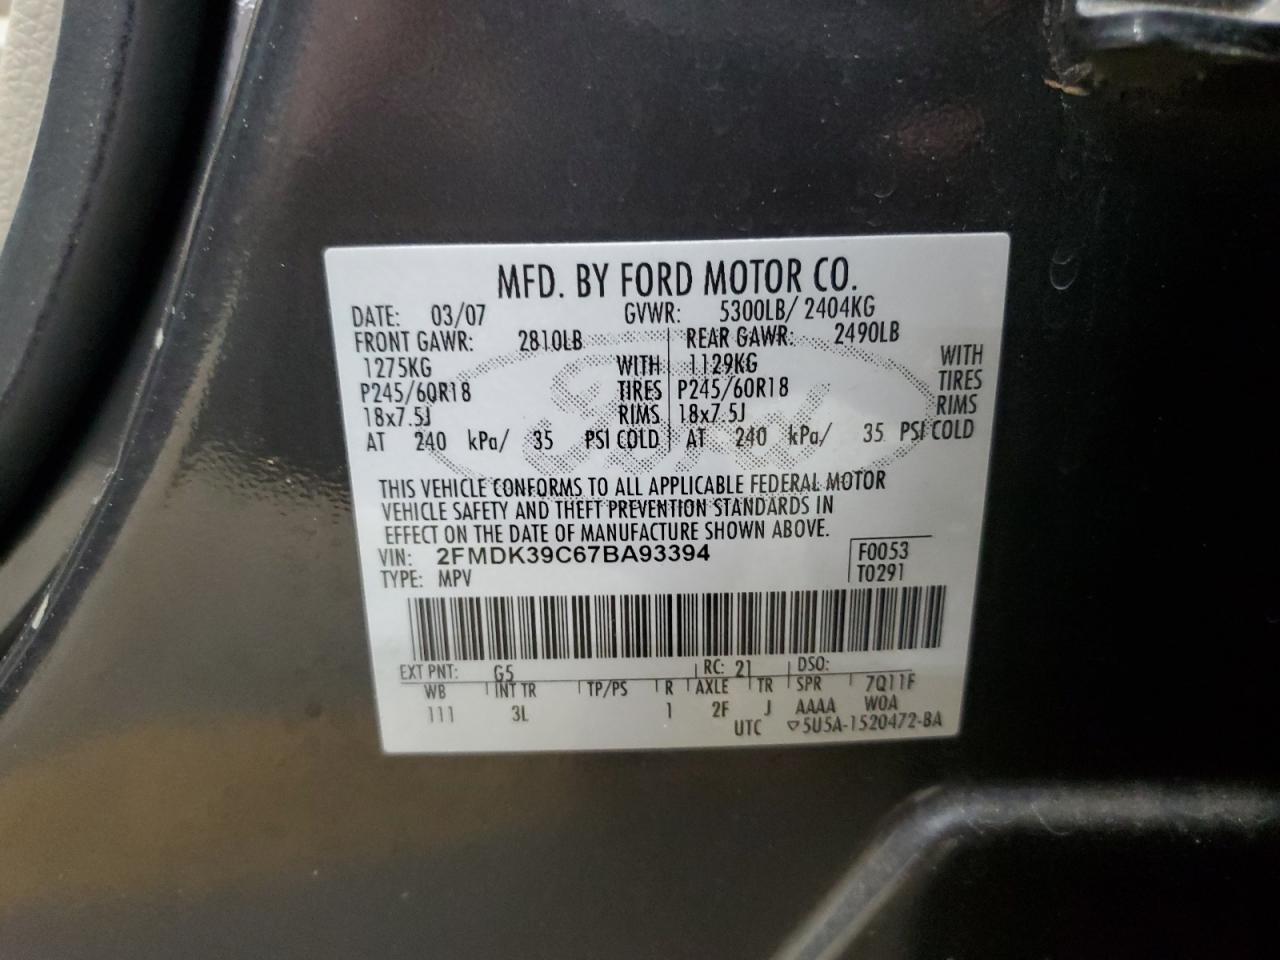 MFD. BY FORD MOTOR CO.
DATE: 03/07 GVWR: 5300LB/ 2404KG
FRONT GAWR: 2810LB REAR GAWR: 2490LB
1275KG WITH 1129KG WITH
P245/60R18 TIRES P245/60R18 TIRES
18x7.5J RIMS 18x7.5J RIMS
AT 240 kPa/ 35 PSI COLD AT 240 kPa/ 35 PSI COLD
Ford
THIS VEHICLE CONFORMS TO ALL APPLICABLE FEDERAL MOTOR
VEHICLE SAFETY AND THEFT PREVENTION STANDARDS IN
EFFECT ON THE DATE OF MANUFACTURE SHOWN ABOVE.
VIN: 2FMDK39C67BA93394 F0053
TYPE: MPV T0291
EXT PNT: G5 RC: 21 DSO:
WB INT TR TP/PS R AXLE TR SPR 7Q11F
111 3L 1 2F J AAAA W0A
UTC ▽5U5A-1520472-BA